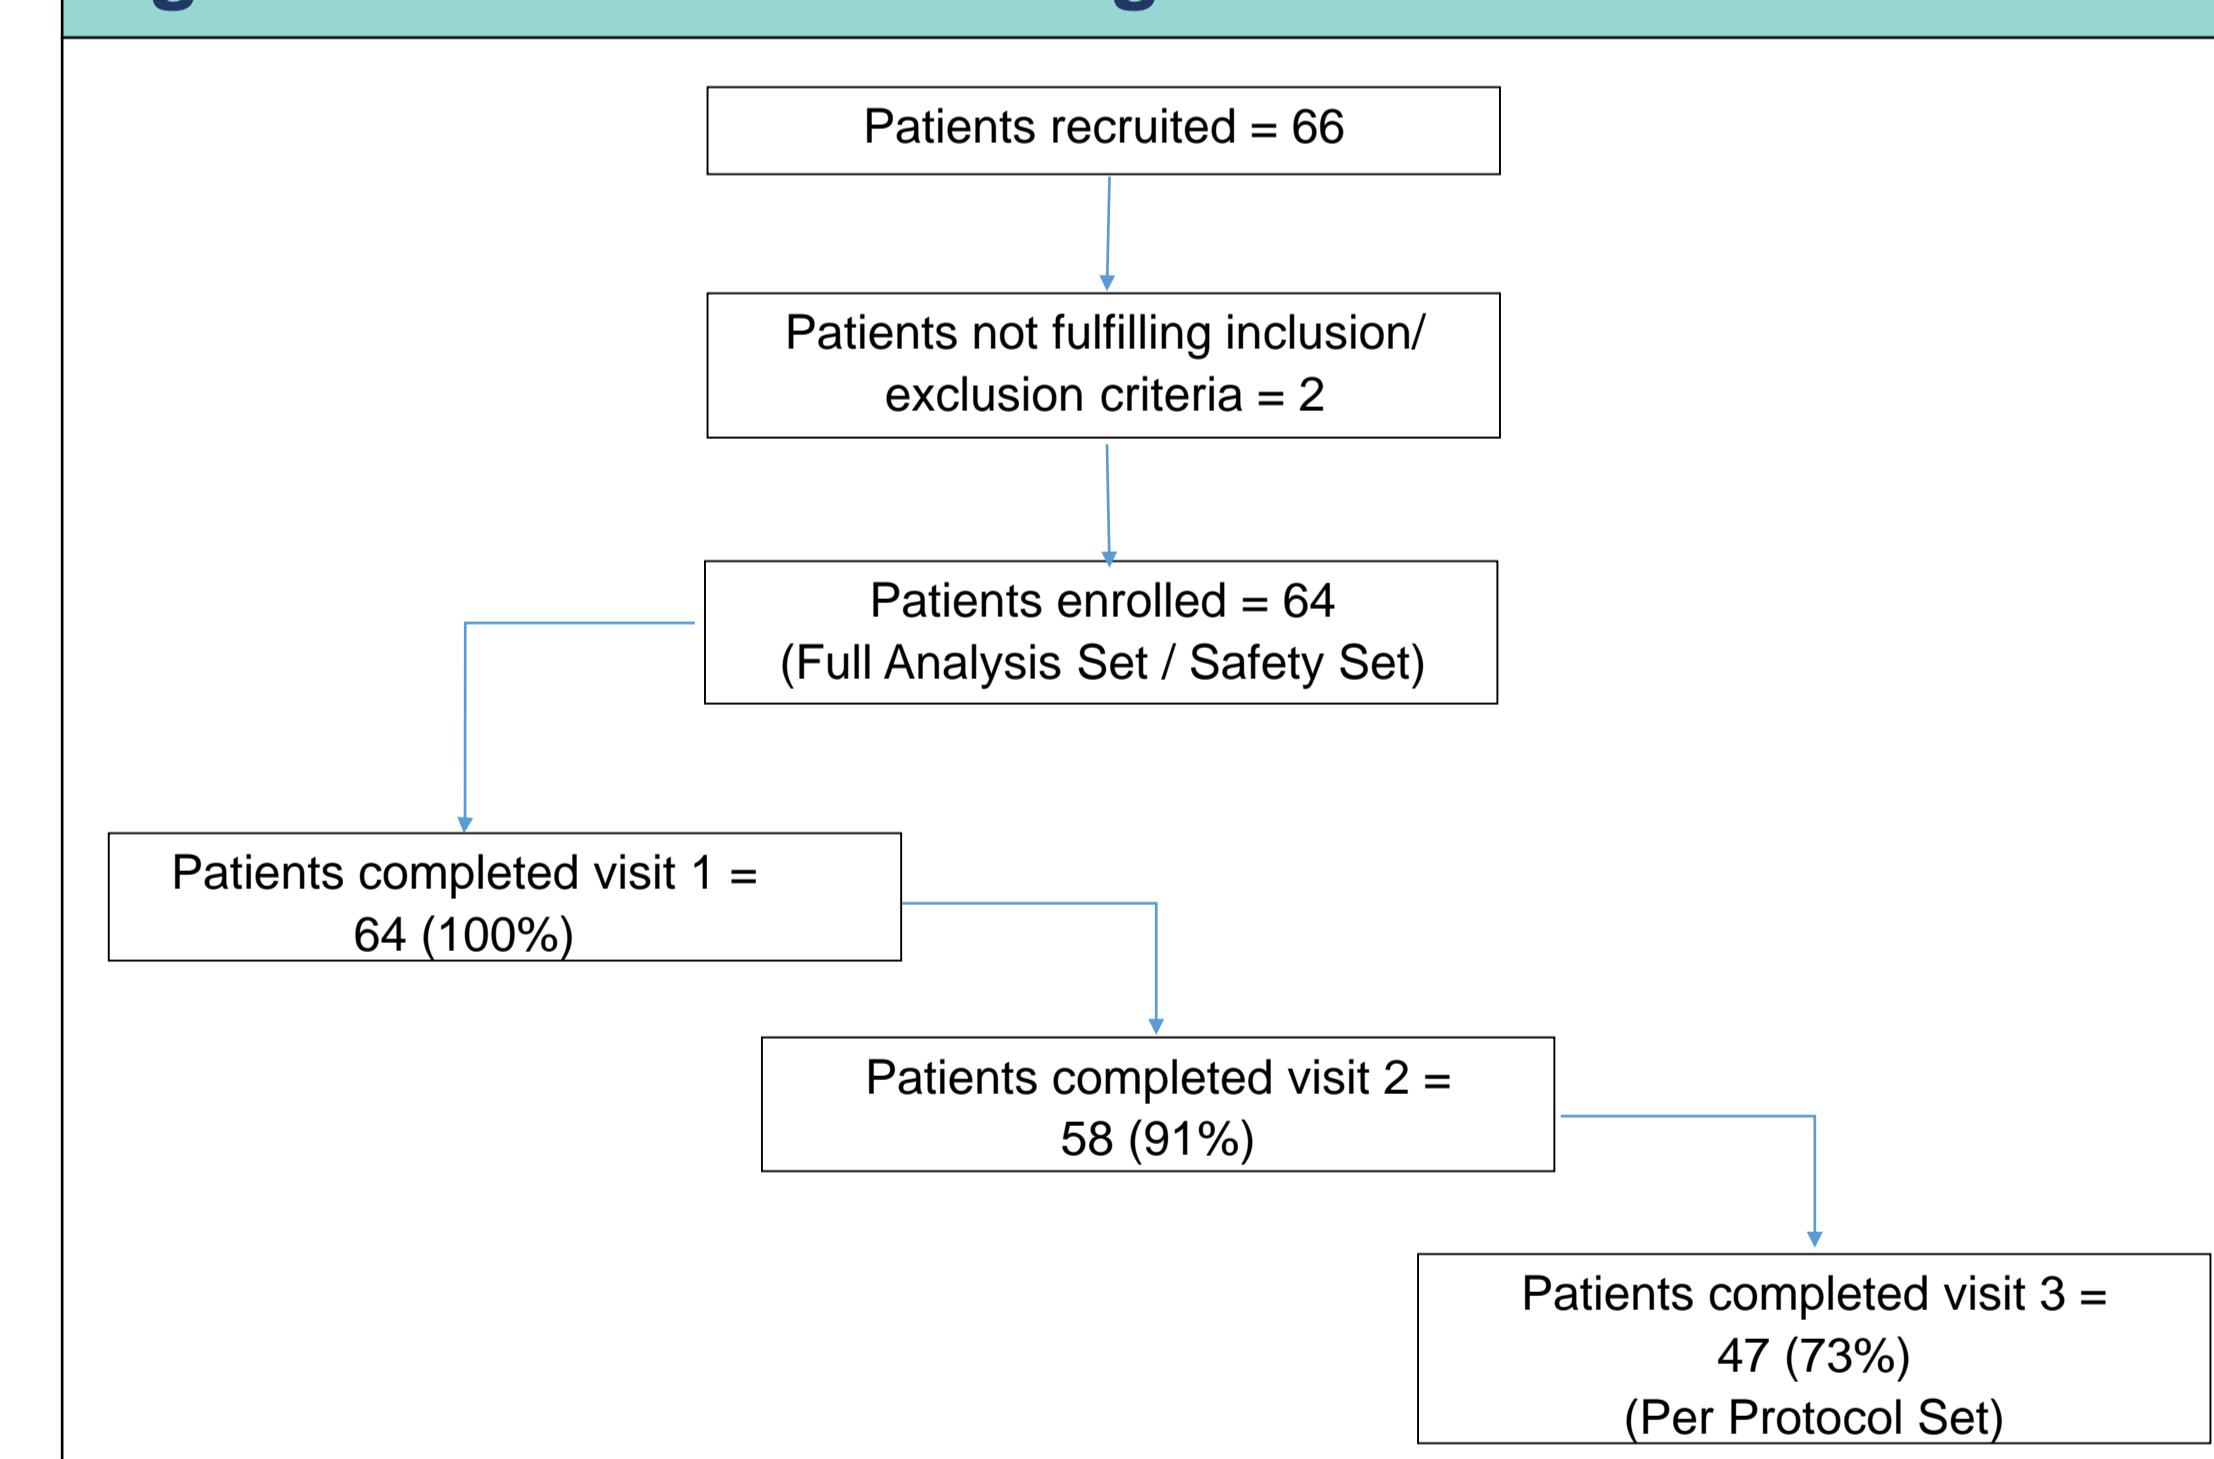 Patients recruited = 66
Patients not fulfilling inclusion/
exclusion criteria = 2
Patients enrolled = 64
(Full Analysis Set / Safety Set)
Patients completed visit 1 =
64 (100%)
Patients completed visit 2 =
58 (91%)
Patients completed visit 3 =
47 (73%)
(Per Protocol Set)